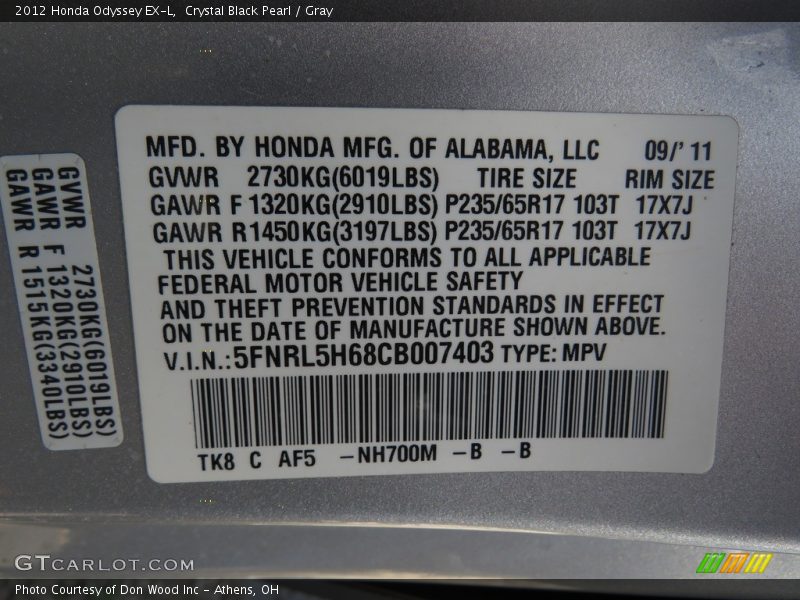 2012 Honda Odyssey EX-L,  Crystal Black Pearl / Gray
MFD. BY HONDA MFG. OF ALABAMA, LLC 09/' 11
GVWR 2730KG(6019LBS) TIRE SIZE RIM SIZE
GAWR F 1320KG(2910LBS) P235/65R17 103T 17X7J
GAWR R1450KG(3197LBS) P235/65R17 103T 17X7J
THIS VEHICLE CONFORMS TO ALL APPLICABLE
FEDERAL MOTOR VEHICLE SAFETY
AND THEFT PREVENTION STANDARDS IN EFFECT
ON THE DATE OF MANUFACTURE SHOWN ABOVE.
V.I.N.:5FNRL5H68CB007403 TYPE: MPV
TK8 C AF5 –NH700M –B –B
GVWR 2730KG(6019LBS)
GAWR F 1320KG(2910LBS)
GAWR R 1515KG(3340LBS)
GTCARLOT.COM
Photo Courtesy of Don Wood Inc – Athens, OH